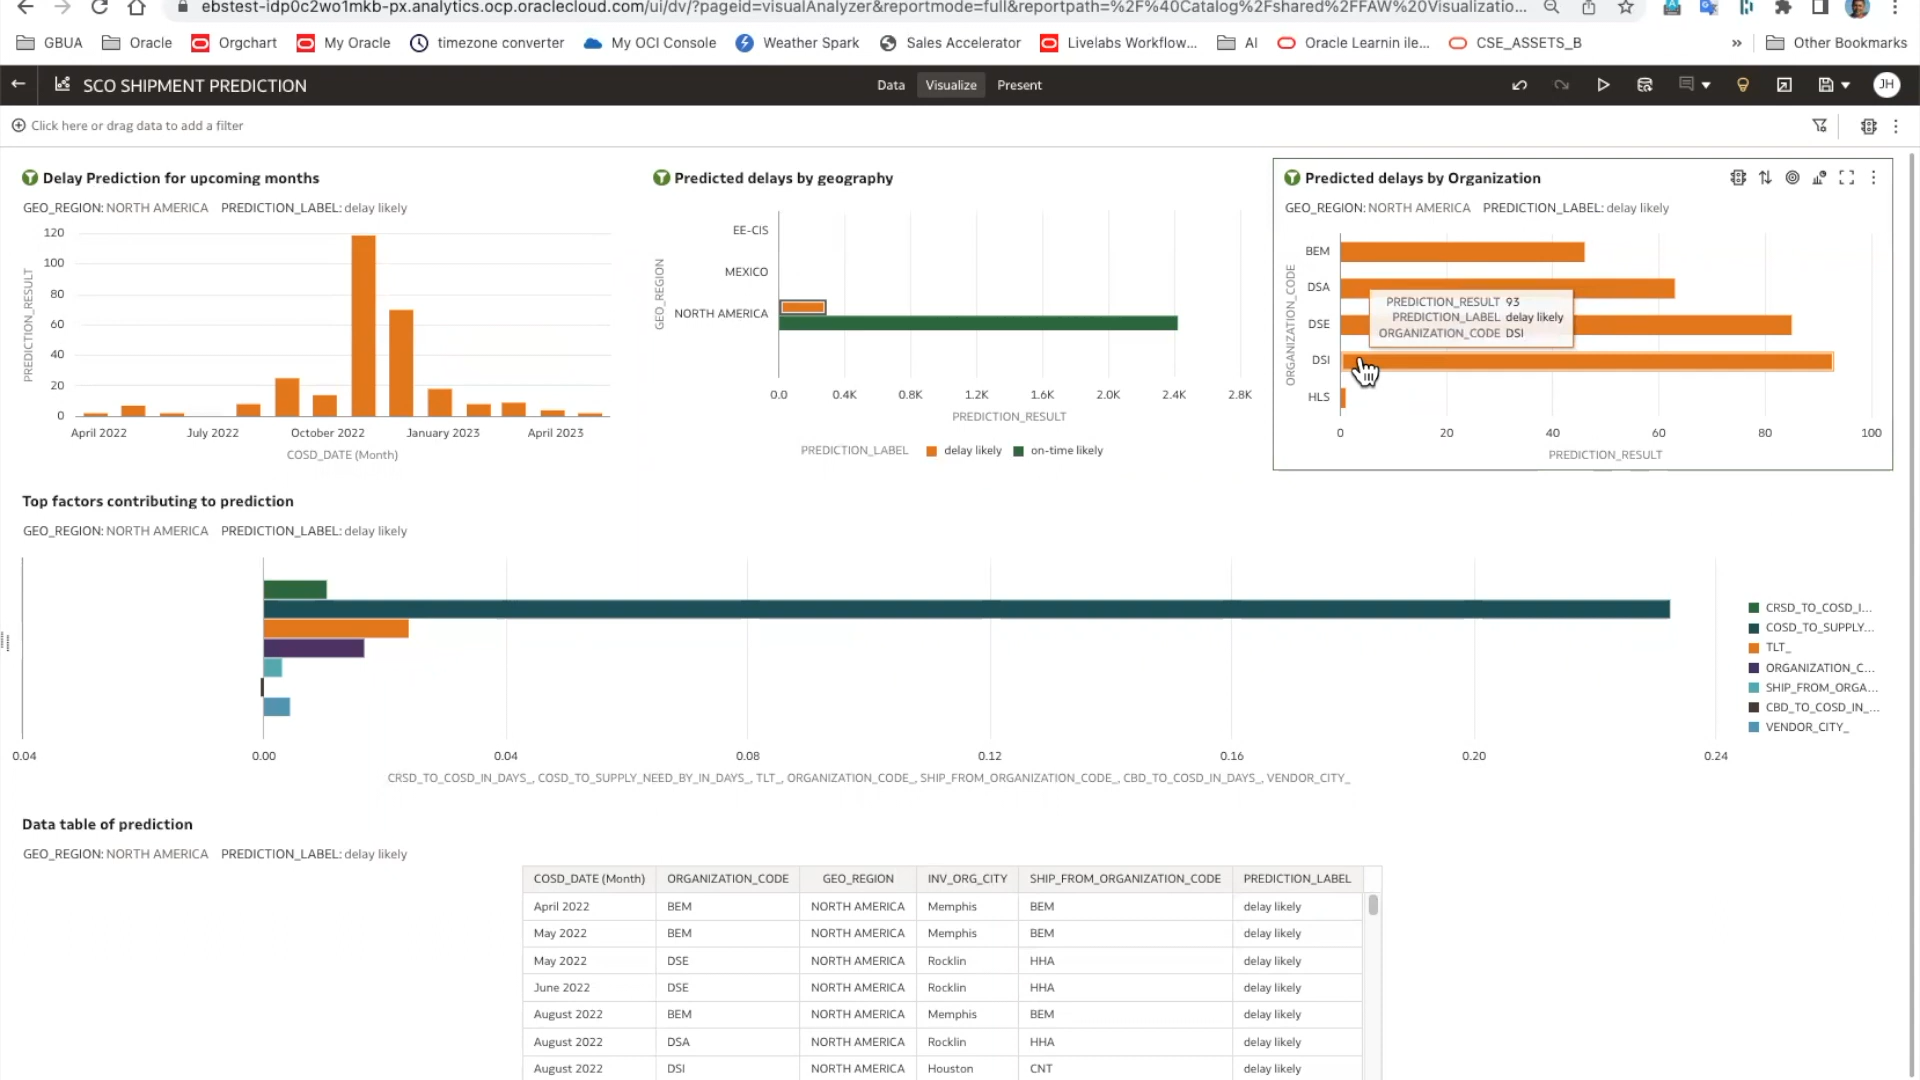 ebstest-idp0c2wo1mkb-px.analytics.ocp.oraclecloud.com/ui/dv/?pageid=visualAnalyzer&reportmode=full&reportpath=%2F%40Catalog%2Fshared%2FFAW%20Visualizatio...
GBUA Oracle Orgchart My Oracle timezone converter My OCI Console Weather Spark Sales Accelerator Livelabs Workflow... AI Oracle Learnin ile... CSE_ASSETS_B » Other Bookmarks
SCO SHIPMENT PREDICTION Data Visualize Present JH
Click here or drag data to add a filter
Delay Prediction for upcoming months
GEO_REGION: NORTH AMERICA PREDICTION_LABEL: delay likely
PREDICTION_RESULT
120
100
80
60
40
20
0
April 2022 July 2022 October 2022 January 2023 April 2023
COSD_DATE (Month)
Predicted delays by geography
GEO_REGION
EE-CIS
MEXICO
NORTH AMERICA
0.0 0.4K 0.8K 1.2K 1.6K 2.0K 2.4K 2.8K
PREDICTION_RESULT
PREDICTION_LABEL delay likely on-time likely
Predicted delays by Organization
GEO_REGION: NORTH AMERICA PREDICTION_LABEL: delay likely
ORGANIZATION_CODE
BEM
DSA
DSE
DSI
HLS
PREDICTION_RESULT 93
PREDICTION_LABEL delay likely
ORGANIZATION_CODE DSI
0 20 40 60 80 100
PREDICTION_RESULT
Top factors contributing to prediction
GEO_REGION: NORTH AMERICA PREDICTION_LABEL: delay likely
CRSD_TO_COSD_I...
COSD_TO_SUPPLY...
TLT_
ORGANIZATION_C...
SHIP_FROM_ORGA...
CBD_TO_COSD_IN_...
VENDOR_CITY_
0.04 0.00 0.04 0.08 0.12 0.16 0.20 0.24
CRSD_TO_COSD_IN_DAYS_, COSD_TO_SUPPLY_NEED_BY_IN_DAYS_, TLT_, ORGANIZATION_CODE_, SHIP_FROM_ORGANIZATION_CODE_, CBD_TO_COSD_IN_DAYS_, VENDOR_CITY_
Data table of prediction
GEO_REGION: NORTH AMERICA PREDICTION_LABEL: delay likely
COSD_DATE (Month) ORGANIZATION_CODE GEO_REGION INV_ORG_CITY SHIP_FROM_ORGANIZATION_CODE PREDICTION_LABEL
April 2022 BEM NORTH AMERICA Memphis BEM delay likely
May 2022 BEM NORTH AMERICA Memphis BEM delay likely
May 2022 DSE NORTH AMERICA Rocklin HHA delay likely
June 2022 DSE NORTH AMERICA Rocklin HHA delay likely
August 2022 BEM NORTH AMERICA Memphis BEM delay likely
August 2022 DSA NORTH AMERICA Rocklin HHA delay likely
August 2022 DSI NORTH AMERICA Houston CNT delay likely